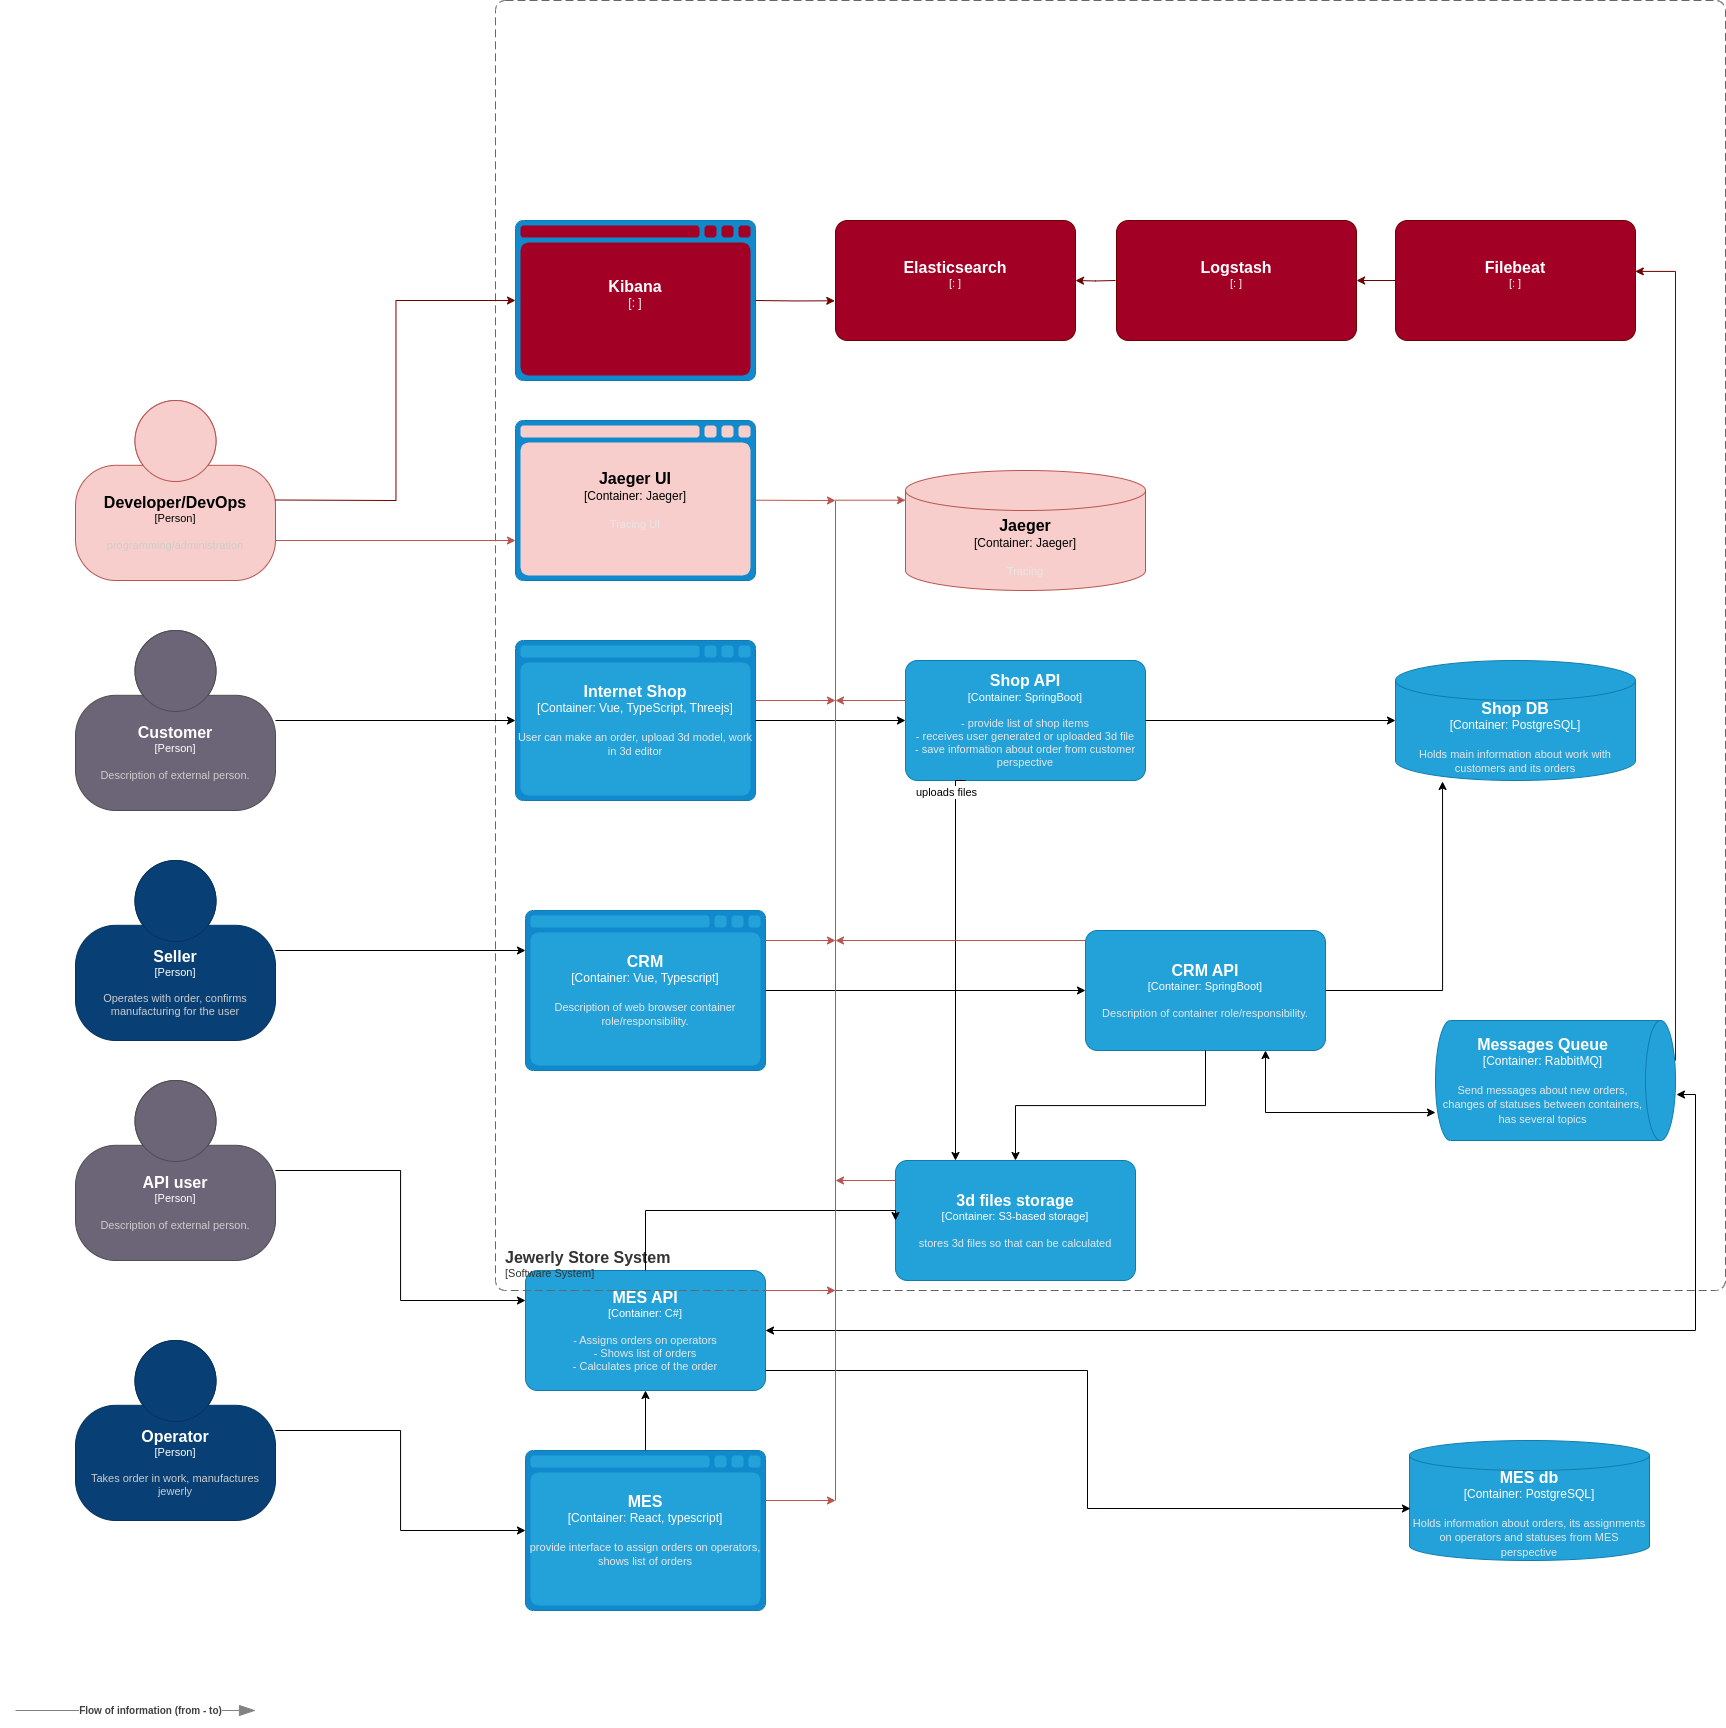 Kibana
[: ]
Elasticsearch
[: ]
Logstash
[: ]
Filebeat
[: ]
Developer/DevOps
[Person]
programming/administration
Jaeger UI
[Container: Jaeger]
Tracing UI
Jaeger
[Container: Jaeger]
Tracing
Customer
[Person]
Description of external person.
Internet Shop
[Container: Vue, TypeScript, Threejs]
User can make an order, upload 3d model, work
in 3d editor
Shop API
[Container: SpringBoot]
- provide list of shop items
- receives user generated or uploaded 3d file
- save information about order from customer
perspective
uploads files
Shop DB
[Container: PostgreSQL]
Holds main information about work with
customers and its orders
Seller
[Person]
Operates with order, confirms
manufacturing for the user
CRM
[Container: Vue, Typescript]
Description of web browser container
role/responsibility.
CRM API
[Container: SpringBoot]
Description of container role/responsibility.
Messages Queue
[Container: RabbitMQ]
Send messages about new orders,
changes of statuses between containers,
has several topics
API user
[Person]
Description of external person.
3d files storage
[Container: S3-based storage]
stores 3d files so that can be calculated
Jewerly Store System
[Software System]
MES API
[Container: C#]
- Assigns orders on operators
- Shows list of orders
- Calculates price of the order
Operator
[Person]
Takes order in work, manufactures
jewerly
MES
[Container: React, typescript]
provide interface to assign orders on operators,
shows list of orders
MES db
[Container: PostgreSQL]
Holds information about orders, its assignments
on operators and statuses from MES
perspective
Flow of information (from - to)